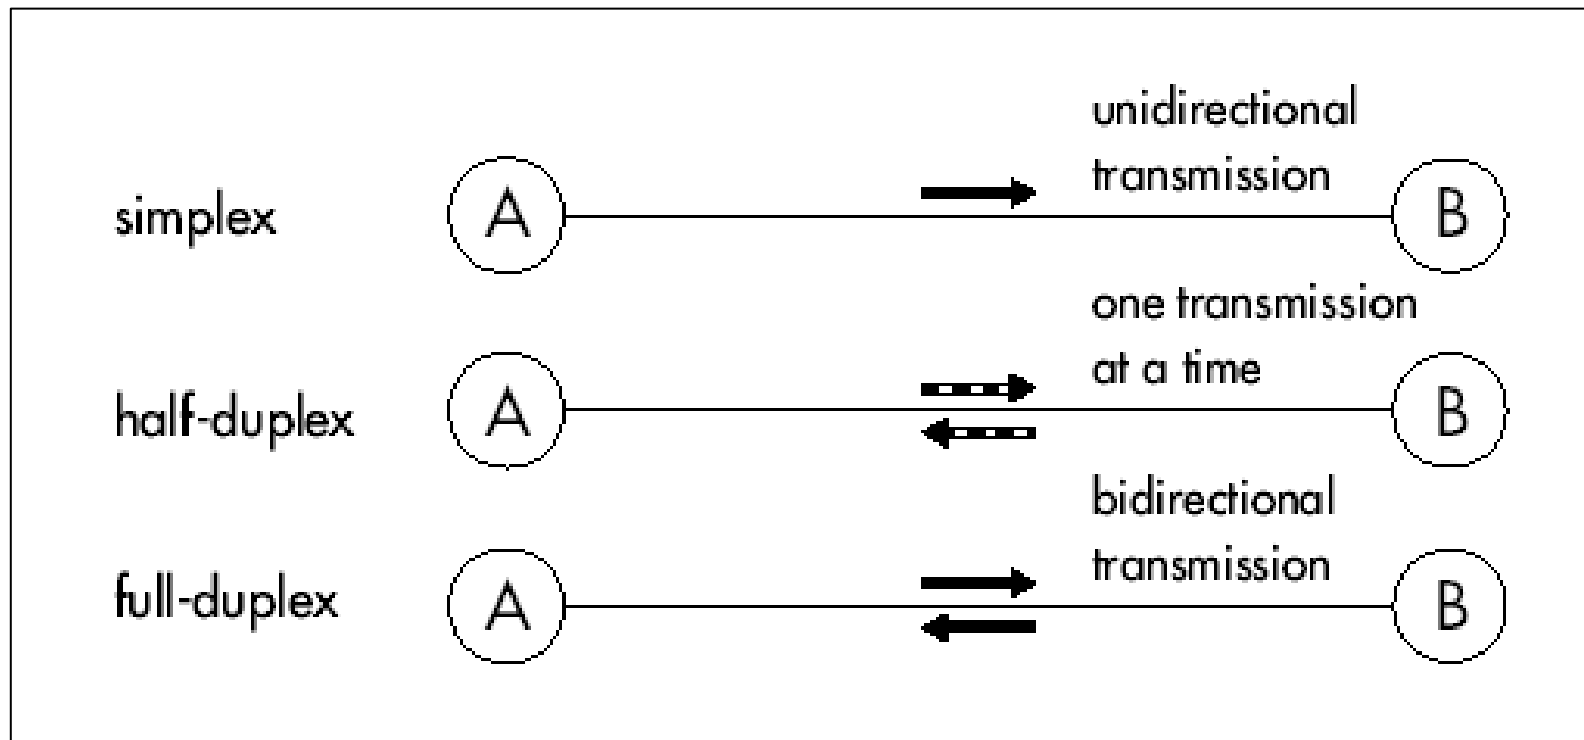 unidirectional
transmission
simplex
A
B
one transmission
at a time
half-duplex
A
B
bidirectional
transmission
full-duplex
A
B